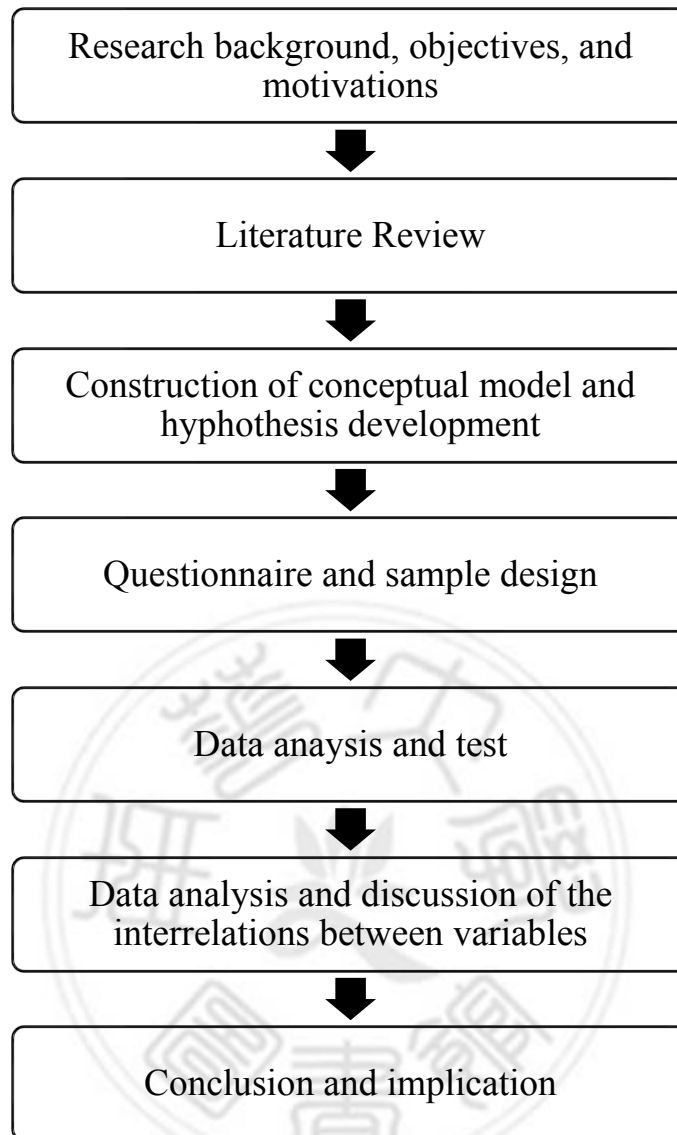 Research background, objectives, and
motivations
Literature Review
Construction of conceptual model and
hyphothesis development
Questionnaire and sample design
Data anaysis and test
Data analysis and discussion of the
interrelations between variables
Conclusion and implication